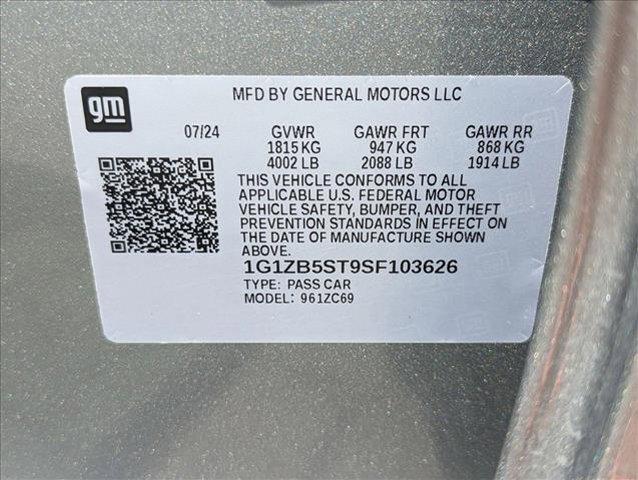 gm
MFD BY GENERAL MOTORS LLC
07/24 GVWR GAWR FRT GAWR RR
1815 KG 947 KG 868 KG
4002 LB 2088 LB 1914 LB
THIS VEHICLE CONFORMS TO ALL
APPLICABLE U.S. FEDERAL MOTOR
VEHICLE SAFETY, BUMPER, AND THEFT
PREVENTION STANDARDS IN EFFECT ON
THE DATE OF MANUFACTURE SHOWN
ABOVE.
1G1ZB5ST9SF103626
TYPE: PASS CAR
MODEL: 961ZC69